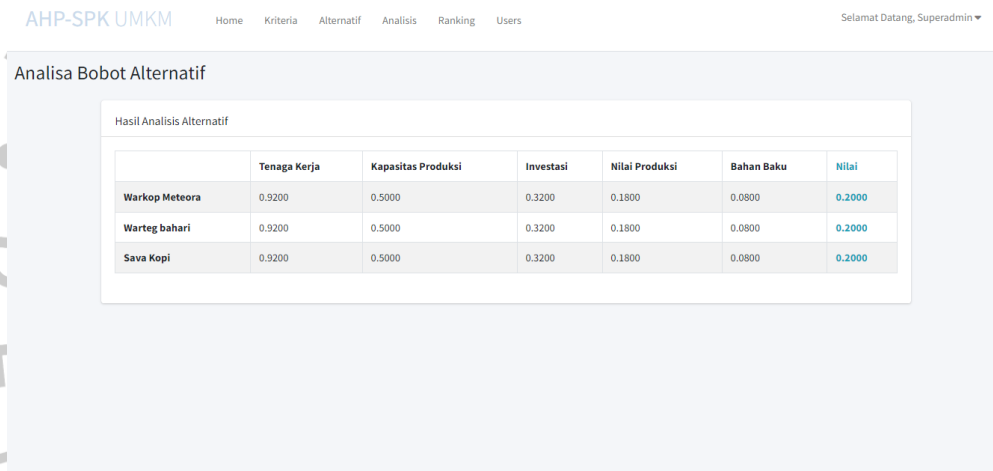 AHP-SPK UMKM Home Kriteria Alternatif Analisis Ranking Users Selamat Datang, Superadmin
Analisa Bobot Alternatif
Hasil Analisis Alternatif
Tenaga Kerja Kapasitas Produksi Investasi Nilai Produksi Bahan Baku Nilai
Warkop Meteora 0.9200 0.5000 0.3200 0.1800 0.0800 0.2000
Warteg bahari 0.9200 0.5000 0.3200 0.1800 0.0800 0.2000
Sava Kopi 0.9200 0.5000 0.3200 0.1800 0.0800 0.2000